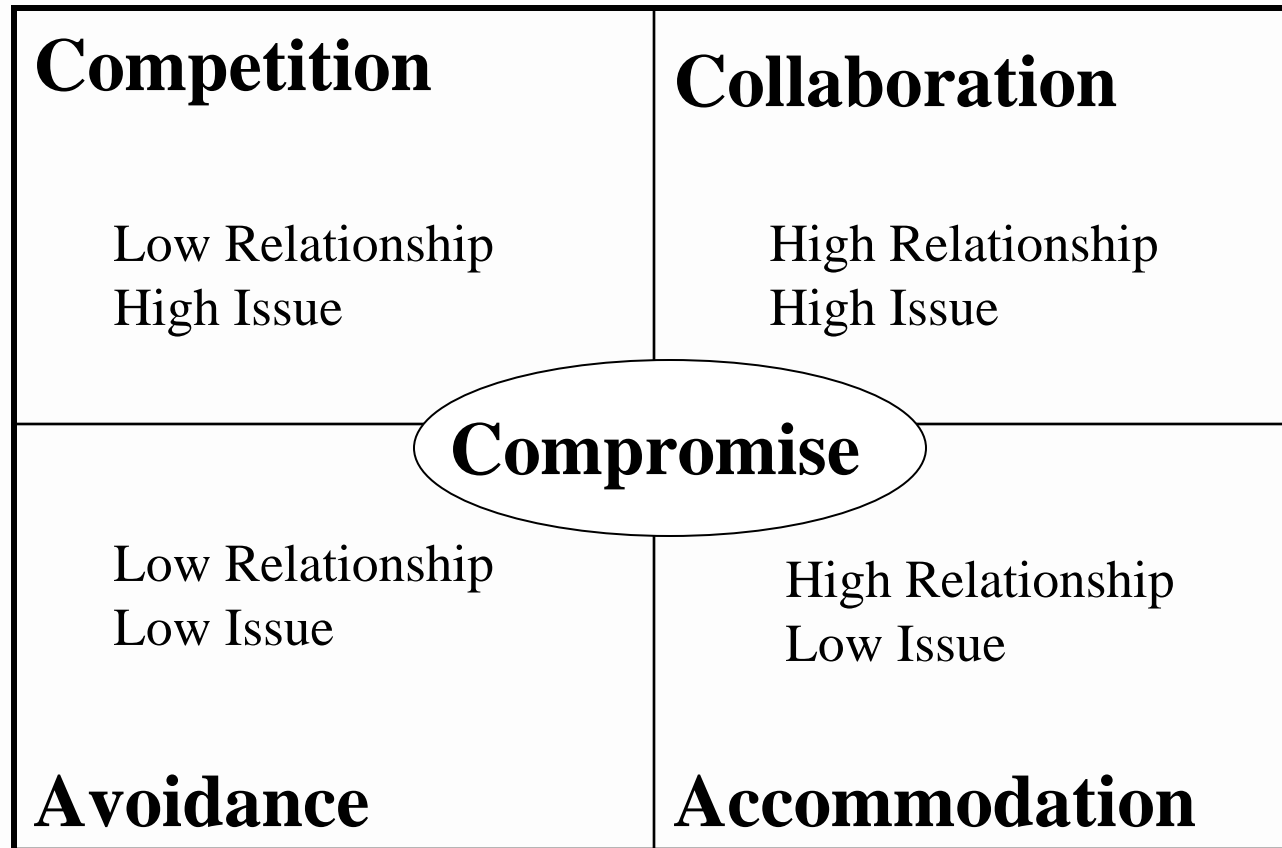 Competition
Low Relationship
High Issue
Collaboration
High Relationship
High Issue
Compromise
Low Relationship
Low Issue
Avoidance
High Relationship
Low Issue
Accommodation